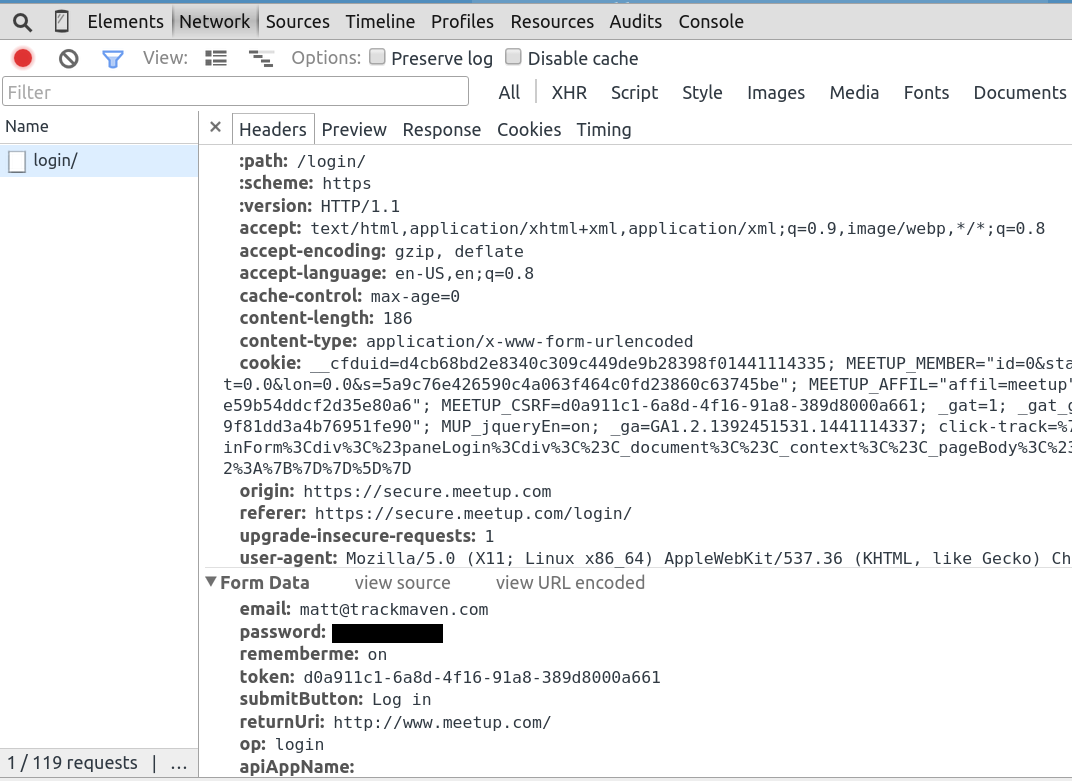 Elements Network Sources Timeline Profiles Resources Audits Console
View: Options: Preserve log Disable cache
Filter All XHR Script Style Images Media Fonts Documents
Name × Headers Preview Response Cookies Timing
login/
:path: /login/
:scheme: https
:version: HTTP/1.1
accept: text/html,application/xhtml+xml,application/xml;q=0.9,image/webp,*/*;q=0.8
accept-encoding: gzip, deflate
accept-language: en-US,en;q=0.8
cache-control: max-age=0
content-length: 186
content-type: application/x-www-form-urlencoded
cookie: __cfduid=d4cb68bd2e8340c309c449de9b28398f01441114335; MEETUP_MEMBER="id=0&sta
t=0.0&lon=0.0&s=5a9c76e426590c4a063f464c0fd23860c63745be"; MEETUP_AFFIL="affil=meetup"
e59b54ddcf2d35e80a6"; MEETUP_CSRF=d0a911c1-6a8d-4f16-91a8-389d8000a661; _gat=1; _gat_g
9f81dd3a4b76951fe90"; MUP_jqueryEn=on; _ga=GA1.2.1392451531.1441114337; click-track=%7
inForm%3Cdiv%3C%23paneLogin%3Cdiv%3C%23C_document%3C%23C_context%3C%23C_pageBody%3C%23
2%3A%7B%7D%7D%5D%7D
origin: https://secure.meetup.com
referer: https://secure.meetup.com/login/
upgrade-insecure-requests: 1
user-agent: Mozilla/5.0 (X11; Linux x86_64) AppleWebKit/537.36 (KHTML, like Gecko) Ch
Form Data view source view URL encoded
email: matt@trackmaven.com
password:
rememberme: on
token: d0a911c1-6a8d-4f16-91a8-389d8000a661
submitButton: Log in
returnUri: http://www.meetup.com/
op: login
apiAppName:
1 / 119 requests | ...